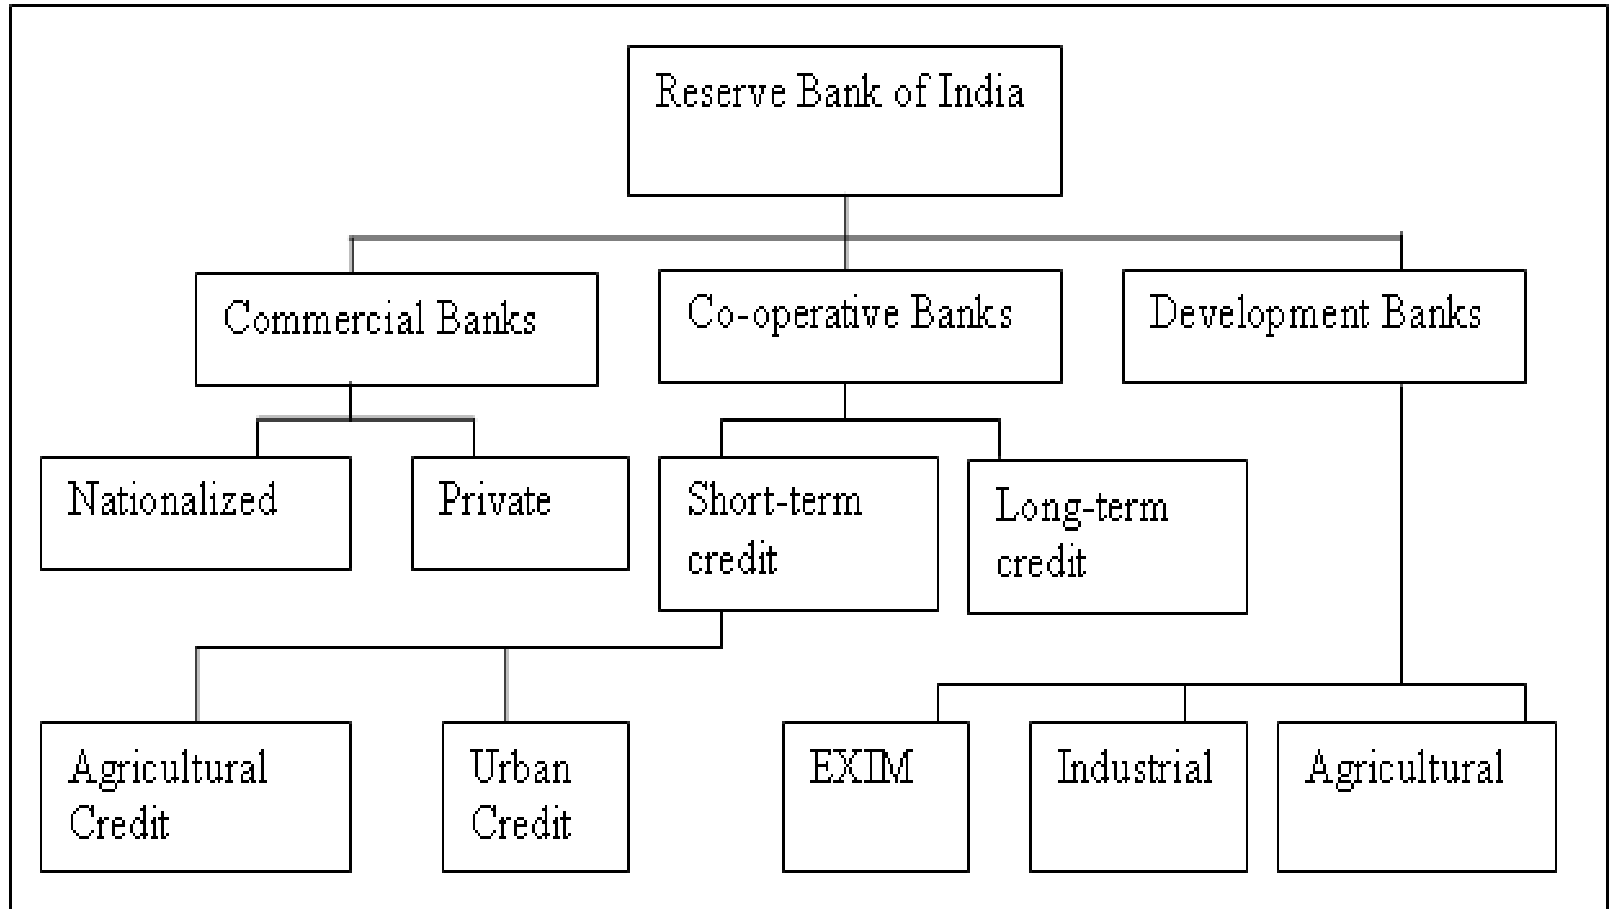 Reserve Bank of India
Commercial Banks
Co-operative Banks
Development Banks
Nationalized
Private
Short-term
credit
Long-term
credit
Agricultural
Credit
Urban
Credit
EXIM
Industrial
Agricultural